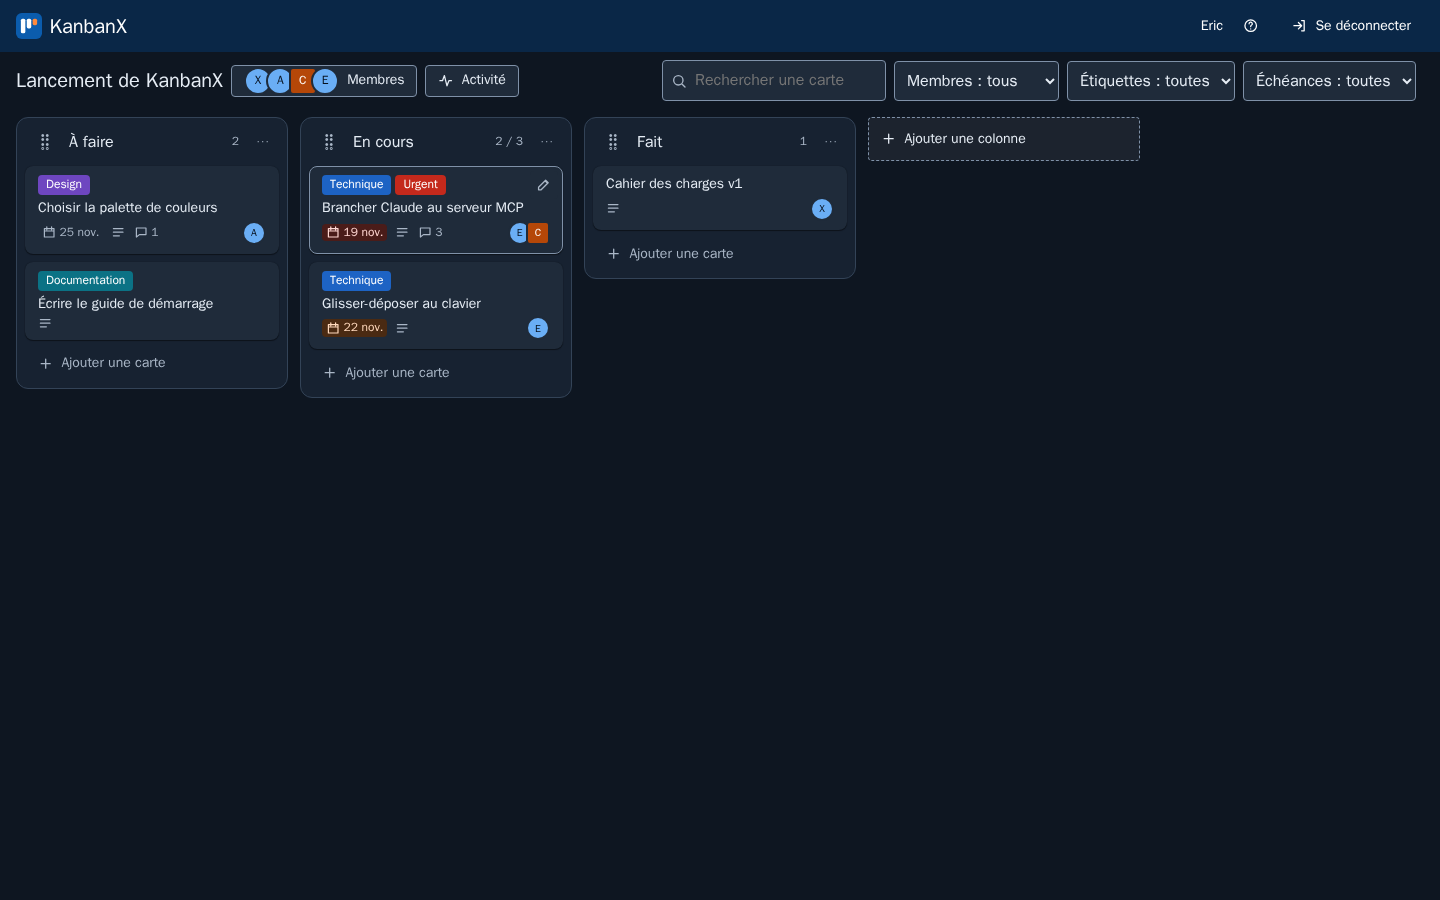 KanbanX
Eric
Se déconnecter
Lancement de KanbanX
X A C E Membres
Activité
Rechercher une carte
Membres : tous
Étiquettes : toutes
Échéances : toutes
À faire
2
Design
Choisir la palette de couleurs
25 nov.
1
A
Documentation
Écrire le guide de démarrage
Ajouter une carte
En cours
2 / 3
Technique
Urgent
Brancher Claude au serveur MCP
19 nov.
3
E C
Technique
Glisser-déposer au clavier
22 nov.
E
Ajouter une carte
Fait
1
Cahier des charges v1
X
Ajouter une carte
Ajouter une colonne